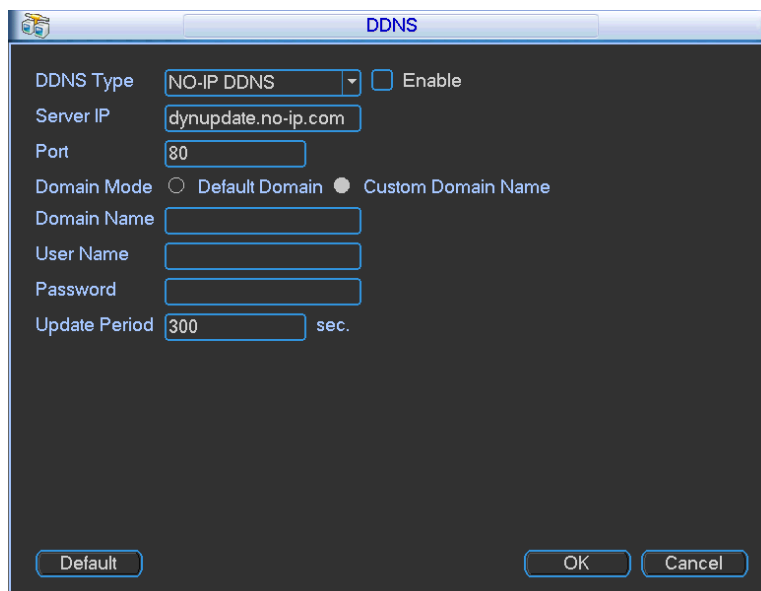 DDNS
DDNS Type NO-IP DDNS Enable
Server IP dynupdate.no-ip.com
Port 80
Domain Mode Default Domain Custom Domain Name
Domain Name
User Name
Password
Update Period 300 sec.
Default OK Cancel